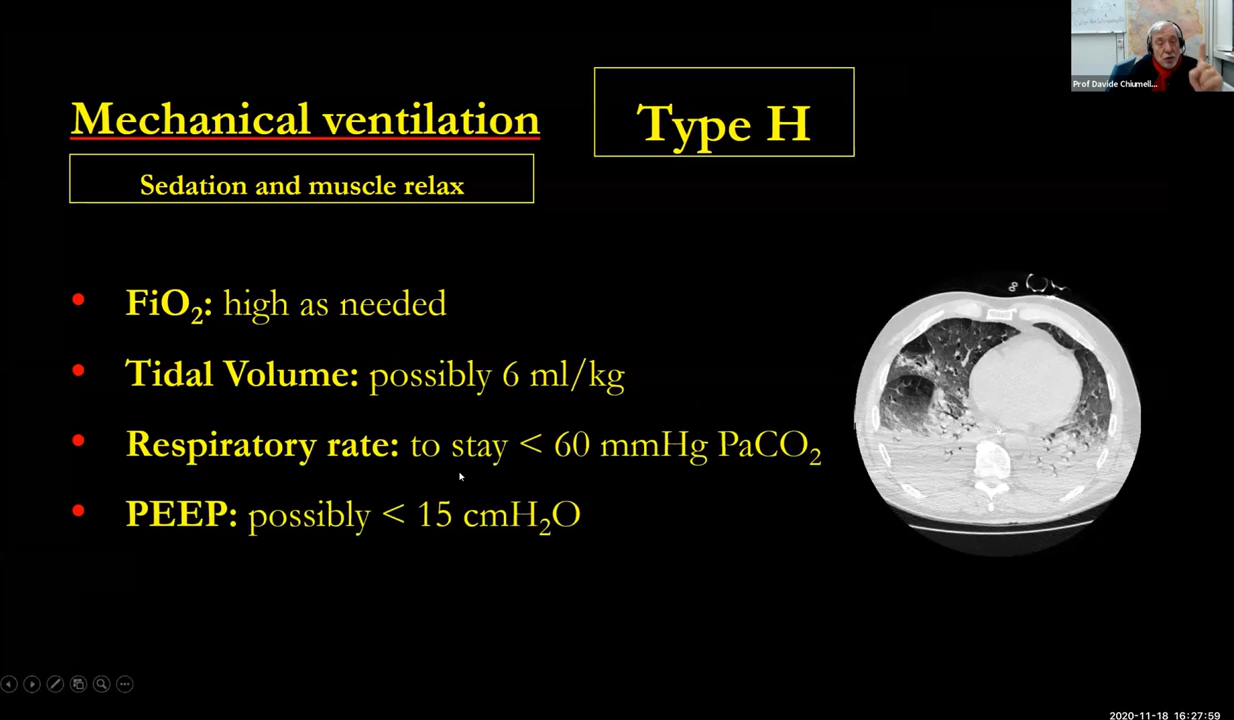 Mechanical ventilation
Type H
Sedation and muscle relax
• FiO₂: high as needed
• Tidal Volume: possibly 6 ml/kg
• Respiratory rate: to stay < 60 mmHg PaCO₂
• PEEP: possibly < 15 cmH₂O
Prof Davide Chiumell...
2020-11-18 16:27:59